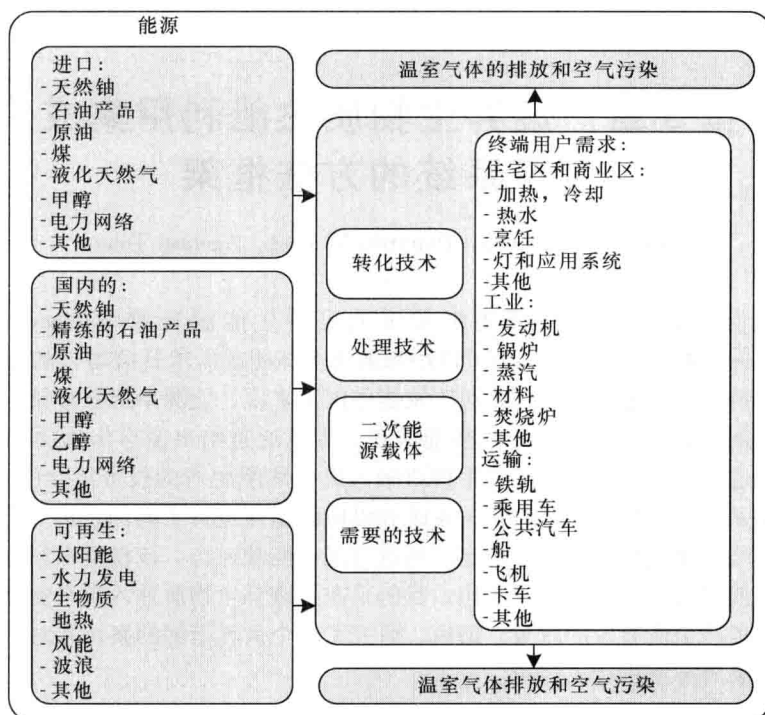 能源
进口:
-天然铀
-石油产品
-原油
-煤
-液化天然气
-甲醇
-电力网络
-其他
国内的:
-天然铀
-精练的石油产品
-原油
-煤
-液化天然气
-甲醇
-乙醇
-电力网络
-其他
可再生:
-太阳能
-水力发电
-生物质
-地热
-风能
-波浪
-其他
温室气体的排放和空气污染
转化技术
处理技术
二次能
源载体
需要的技术
终端用户需求:
住宅区和商业区:
-加热，冷却
-热水
-烹饪
-灯和应用系统
-其他
工业:
-发动机
-锅炉
-蒸汽
-材料
-焚烧炉
-其他
运输:
-铁轨
-乘用车
-公共汽车
-船
-飞机
-卡车
-其他
温室气体排放和空气污染